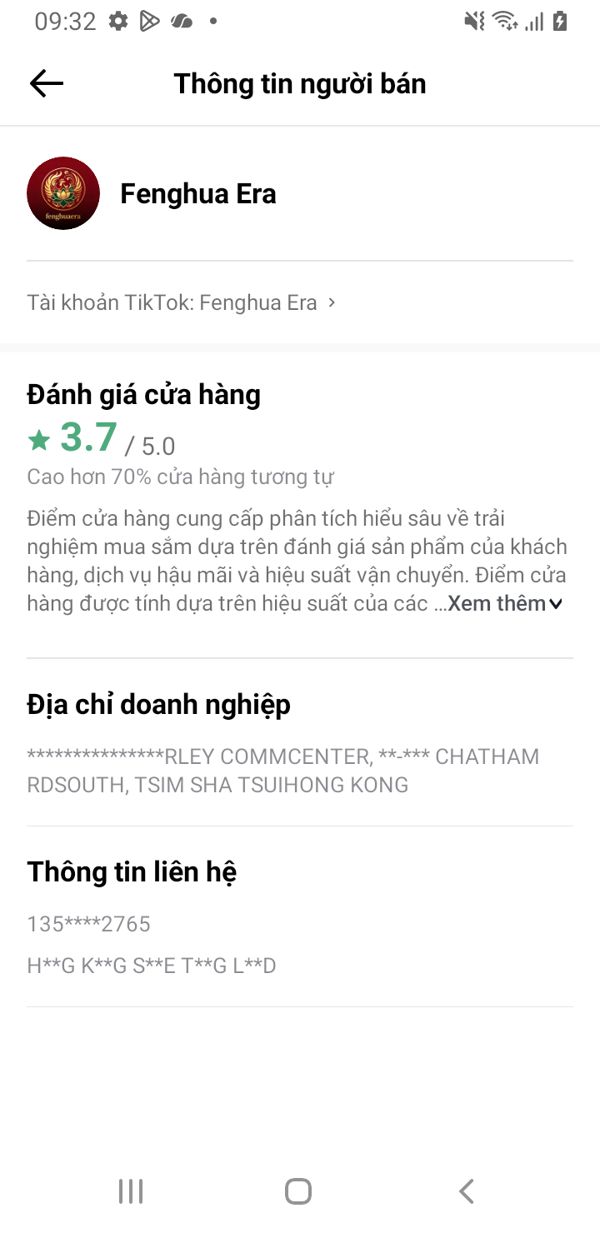 09:32
Thông tin người bán
fenghuaera
Fenghua Era
Tài khoản TikTok: Fenghua Era >
Đánh giá cửa hàng
3.7 / 5.0
Cao hơn 70% cửa hàng tương tự
Điểm cửa hàng cung cấp phân tích hiểu sâu về trải
nghiệm mua sắm dựa trên đánh giá sản phẩm của khách
hàng, dịch vụ hậu mãi và hiệu suất vận chuyển. Điểm cửa
hàng được tính dựa trên hiệu suất của các ...Xem thêm
Địa chỉ doanh nghiệp
***************RLEY COMMCENTER, **-*** CHATHAM
RDSOUTH, TSIM SHA TSUIHONG KONG
Thông tin liên hệ
135****2765
H**G K**G S**E T**G L**D